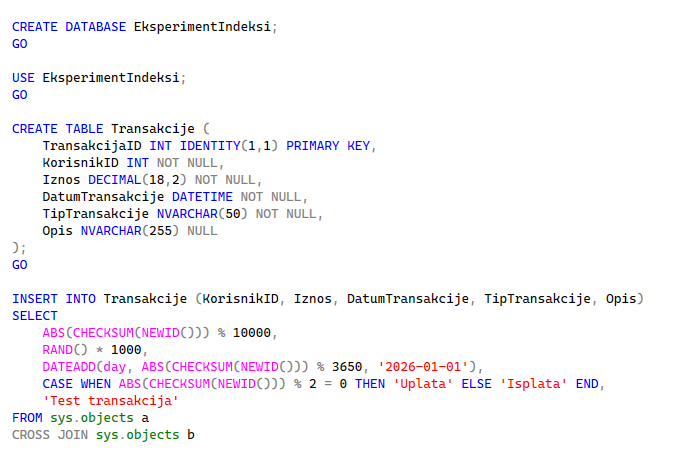 CREATE DATABASE EksperimentIndeksi;
GO
USE EksperimentIndeksi;
GO
CREATE TABLE Transakcije (
TransakcijaID INT IDENTITY(1,1) PRIMARY KEY,
KorisnikID INT NOT NULL,
Iznos DECIMAL(18,2) NOT NULL,
DatumTransakcije DATETIME NOT NULL,
TipTransakcije NVARCHAR(50) NOT NULL,
Opis NVARCHAR(255) NULL
);
GO
INSERT INTO Transakcije (KorisnikID, Iznos, DatumTransakcije, TipTransakcije, Opis)
SELECT
ABS(CHECKSUM(NEWID())) % 10000,
RAND() * 1000,
DATEADD(day, ABS(CHECKSUM(NEWID())) % 3650, '2026-01-01'),
CASE WHEN ABS(CHECKSUM(NEWID())) % 2 = 0 THEN 'Uplata' ELSE 'Isplata' END,
'Test transakcija'
FROM sys.objects a
CROSS JOIN sys.objects b